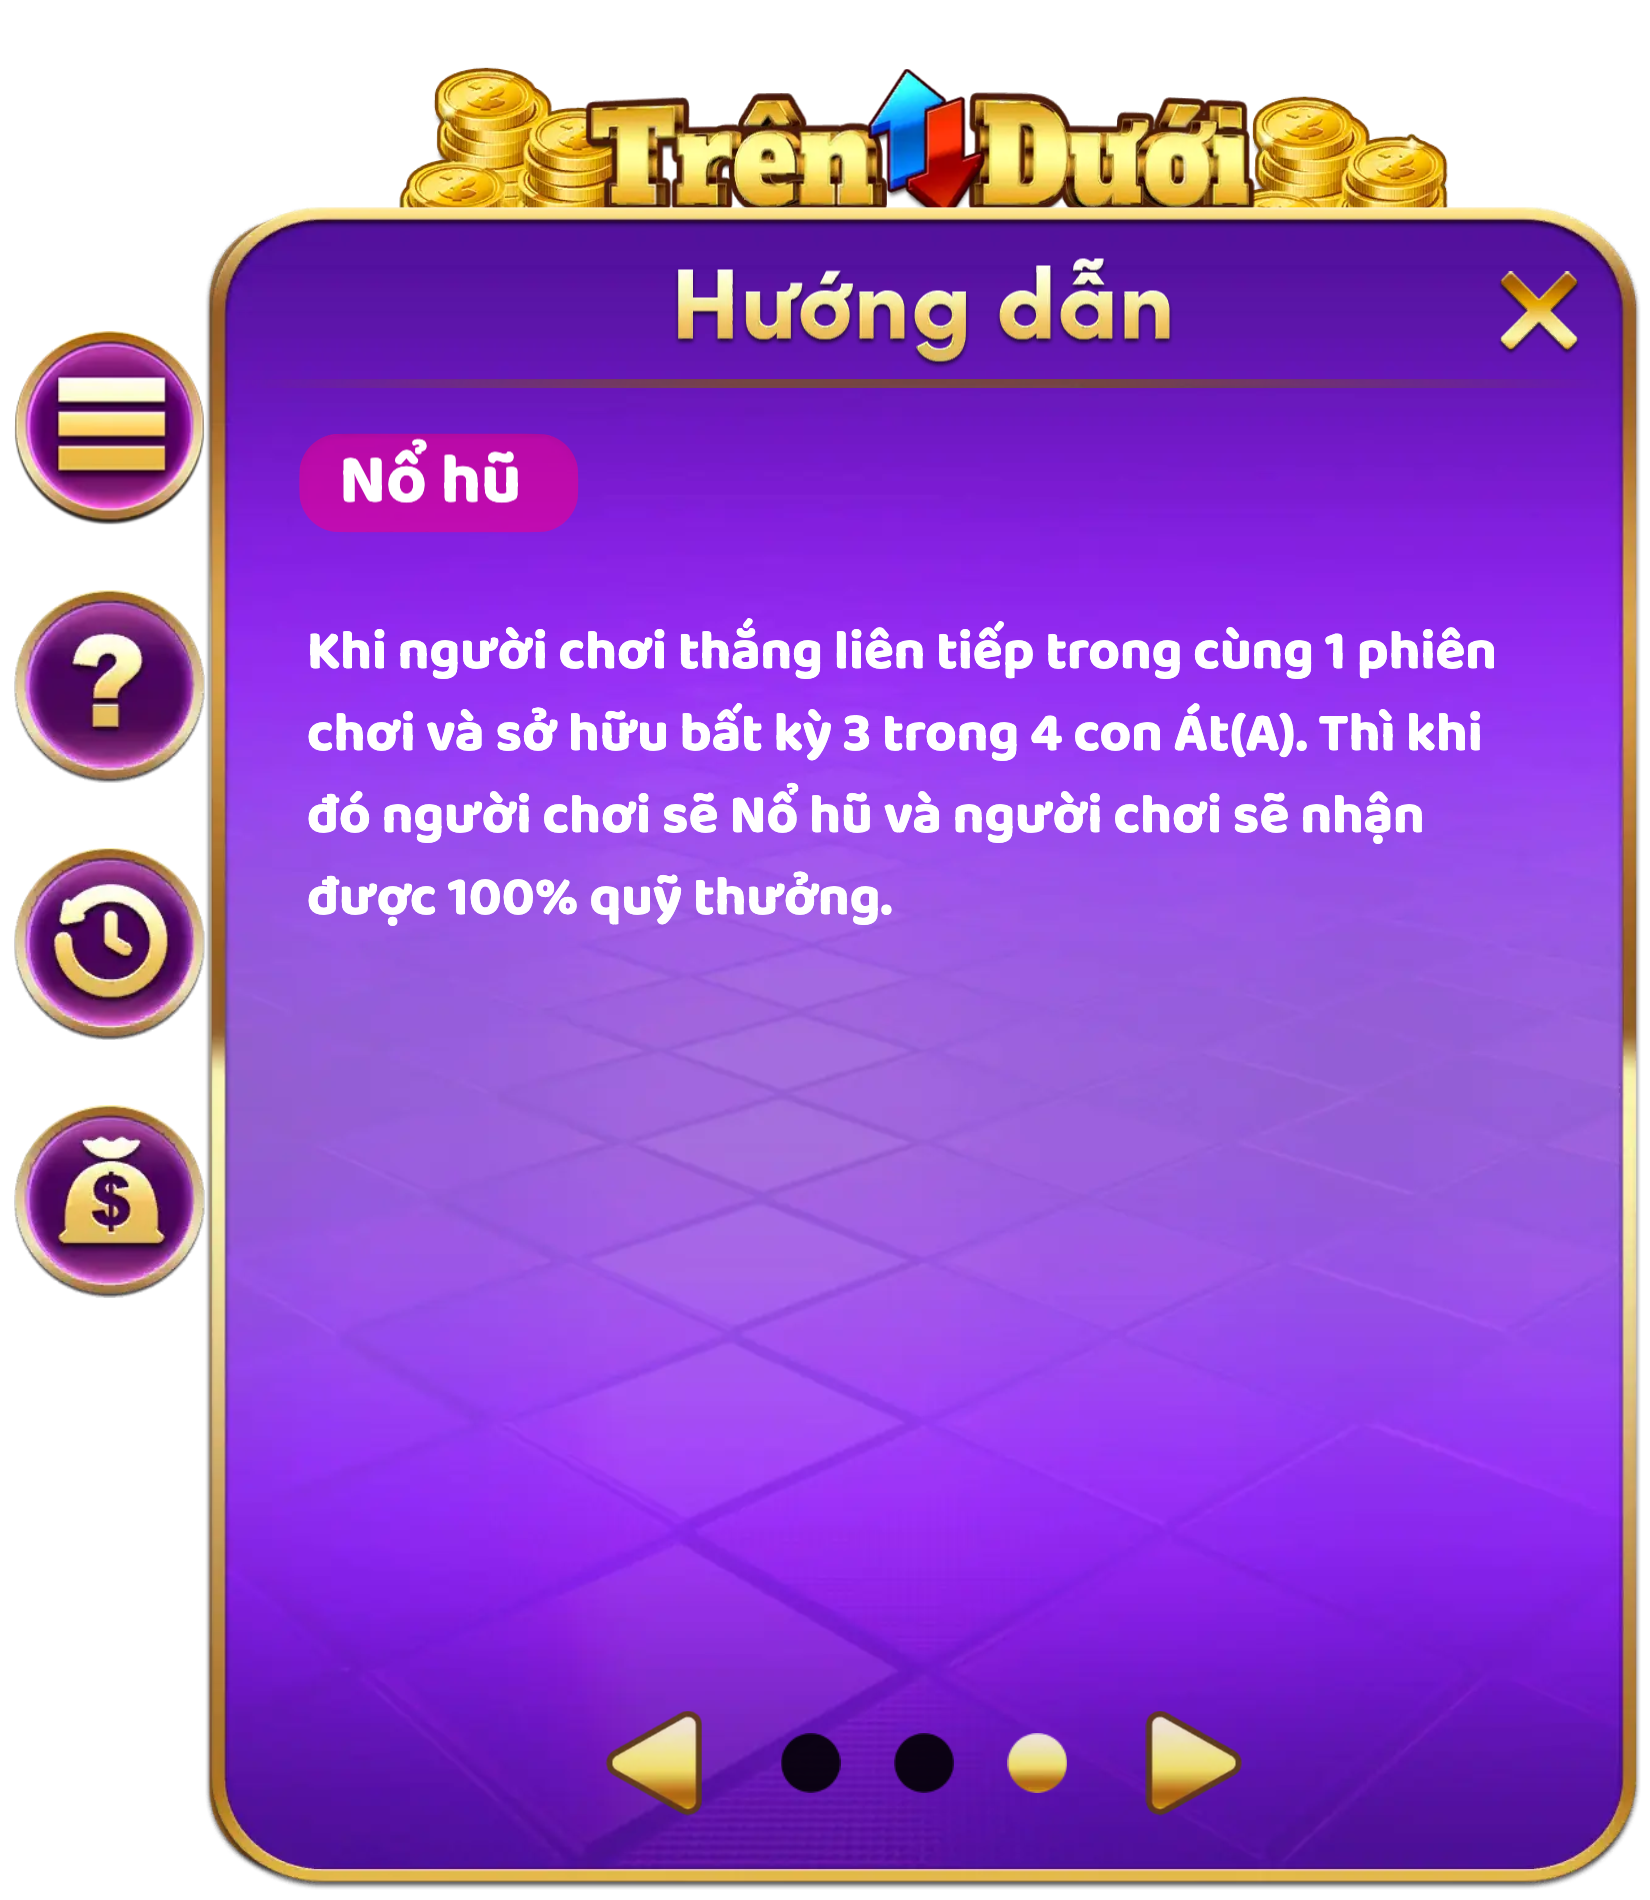 Trên Dưới
Hướng dẫn
Nổ hũ
Khi người chơi thắng liên tiếp trong cùng 1 phiên
chơi và sở hữu bất kỳ 3 trong 4 con Át(A). Thì khi
đó người chơi sẽ Nổ hũ và người chơi sẽ nhận
được 100% quỹ thưởng.
?
$